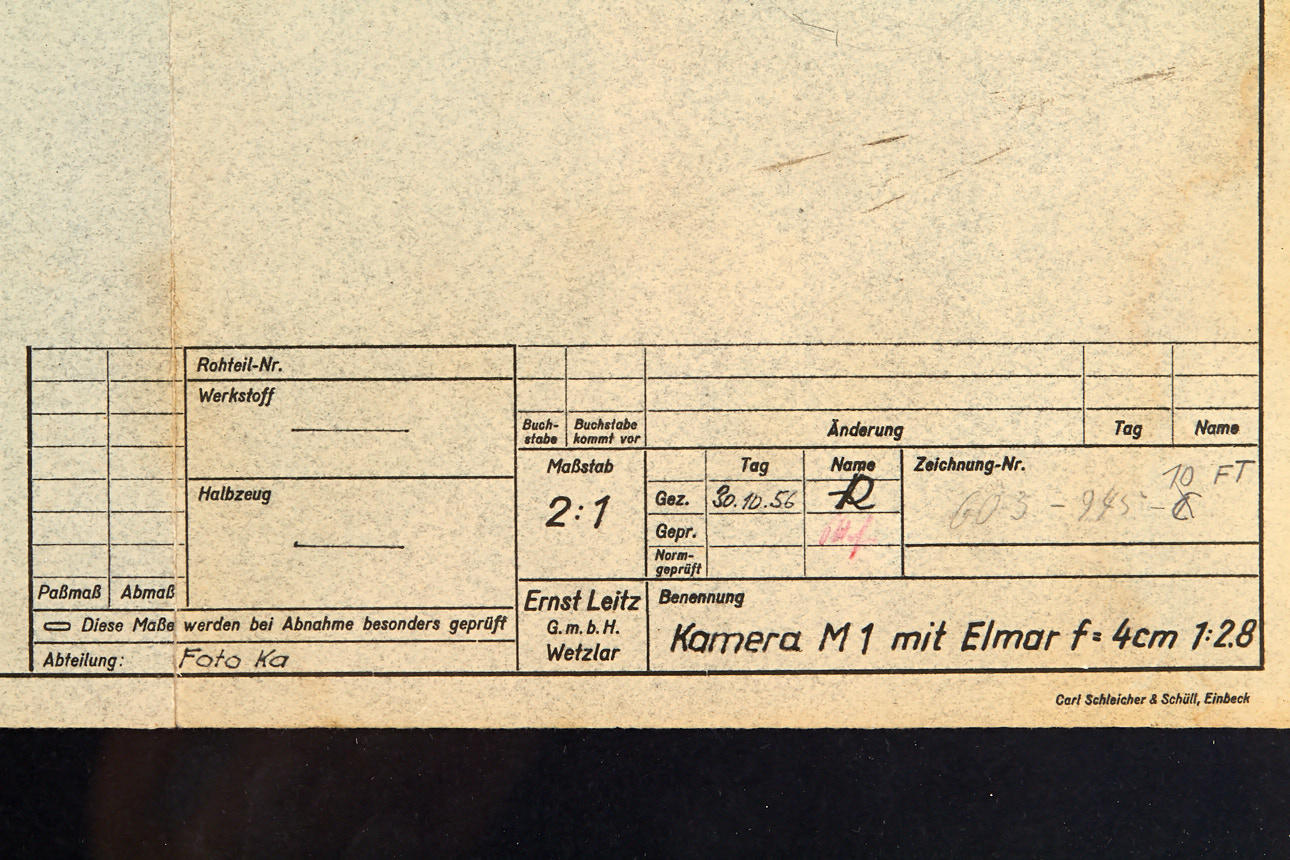 Rohteil-Nr.
Werkstoff
Halbzeug
Paßmaß Abmaß
Diese Maße werden bei Abnahme besonders geprüft
Abteilung: Foto Ka
Buch-
stabe
Buchstabe
kommt vor
Änderung Tag Name
Maßstab
2:1
Tag Name
Gez. 30.10.56 R
Gepr.
Norm-
geprüft
Zeichnung-Nr.
10 FT
Ernst Leitz
G.m.b.H.
Wetzlar
Benennung
Kamera M1 mit Elmar f= 4cm 1:2.8
Carl Schleicher & Schüll, Einbeck